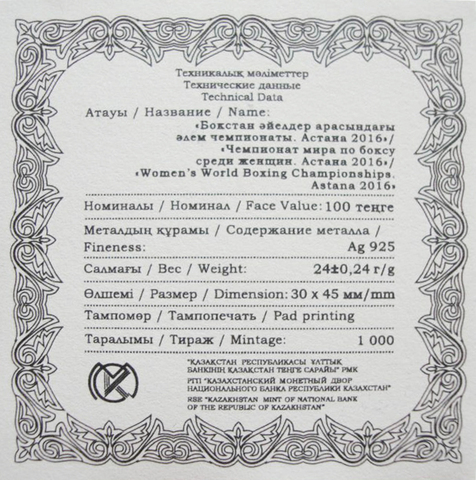 Техникалық мәліметтер
Технические данные
Technical Data
Атауы / Название / Name:
«Бокстан әйелдер арасындағы
әлем чемпионаты. Астана 2016»/
«Чемпионат мира по боксу
среди женщин. Астана 2016»/
«Women's World Boxing Championships.
Astana 2016»
Номиналы / Номинал / Face Value: 100 теңге
Металдың құрамы / Содержание металла /
Fineness: Ag 925
Салмағы / Вес / Weight: 24±0,24 г/g
Өлшемі / Размер / Dimension: 30 x 45 мм/mm
Тампомөр / Тампопечать / Pad printing
Таралымы / Тираж / Mintage: 1 000
"ҚАЗАҚСТАН РЕСПУБЛИКАСЫ ҰЛТТЫҚ
БАНКІНІҢ ҚАЗАҚСТАН ТЕҢГЕ САРАЙЫ" РМК
РГП "КАЗАХСТАНСКИЙ МОНЕТНЫЙ ДВОР
НАЦИОНАЛЬНОГО БАНКА РЕСПУБЛИКИ КАЗАХСТАН"
RSE "KAZAKHSTAN MINT OF NATIONAL BANK
OF THE REPUBLIC OF KAZAKHSTAN"